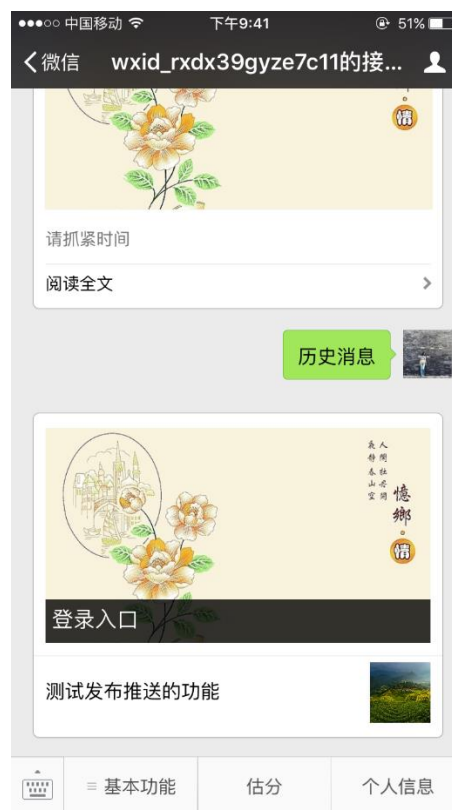 中国移动 下午9:41 51%
微信 wxid_rxdx39gyze7c11的接...
情
请抓紧时间
阅读全文
历史消息
憶鄉
情
登录入口
测试发布推送的功能
基本功能 估分 个人信息